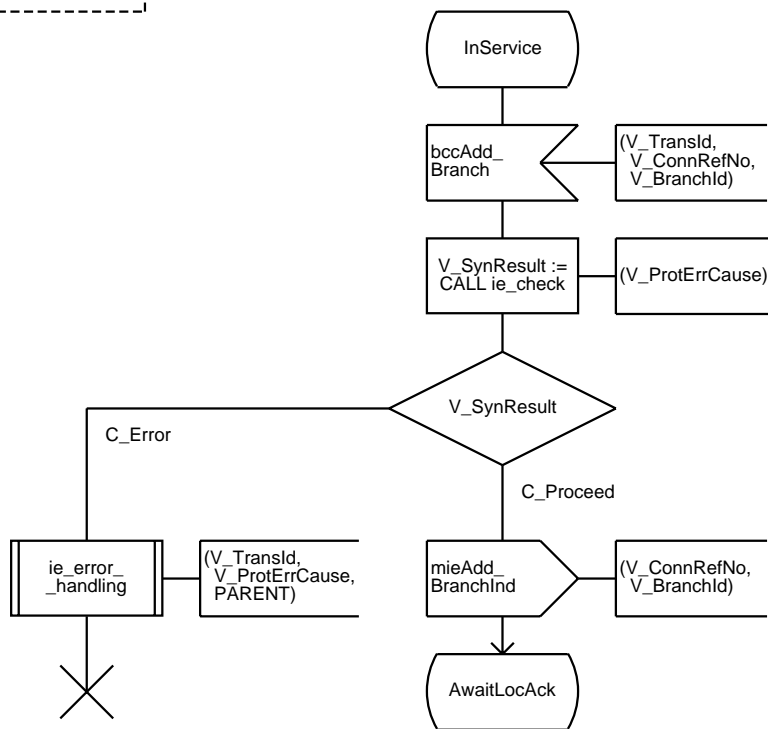 InService
bccAdd_
Branch
(V_TransId,
V_ConnRefNo,
V_BranchId)
V_SynResult :=
CALL ie_check
(V_ProtErrCause)
V_SynResult
C_Error
C_Proceed
ie_error_
_handling
(V_TransId,
V_ProtErrCause,
PARENT)
mieAdd_
BranchInd
(V_ConnRefNo,
V_BranchId)
AwaitLocAck